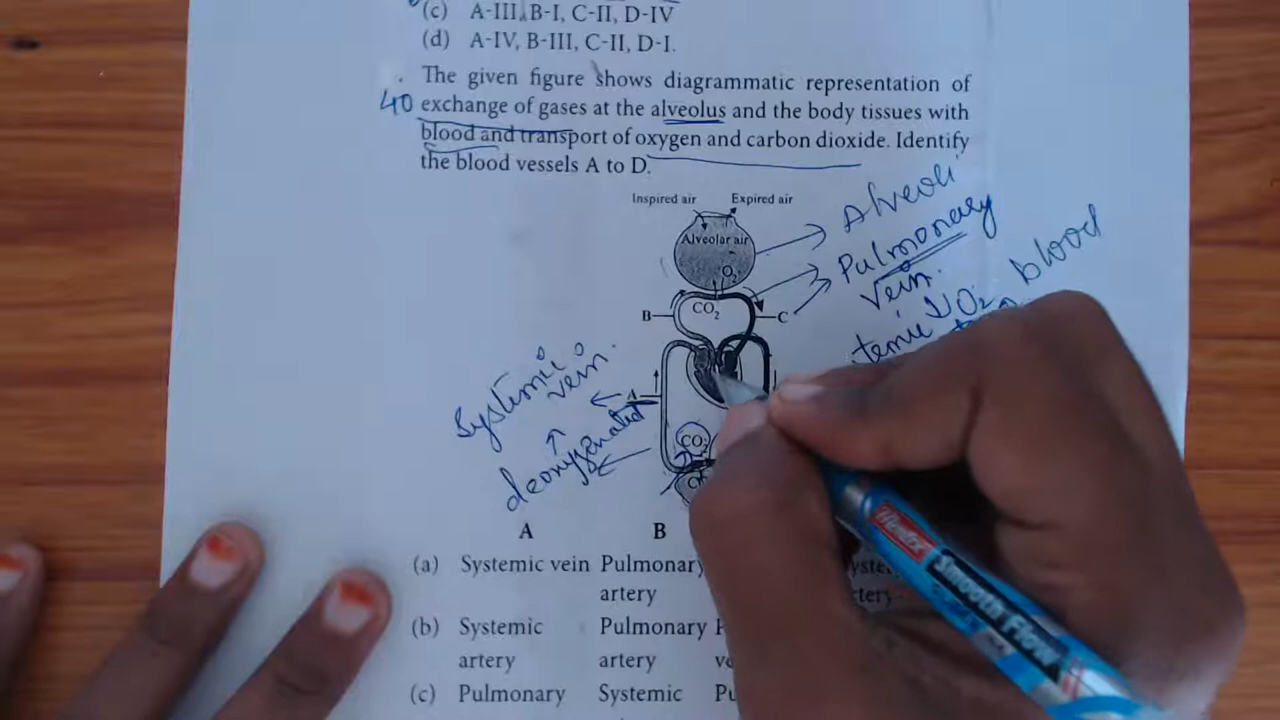 (c) A-III, B-I, C-II, D-IV
(d) A-IV, B-III, C-II, D-I.
. The given figure shows diagrammatic representation of
40 exchange of gases at the alveolus and the body tissues with
blood and transport of oxygen and carbon dioxide. Identify
the blood vessels A to D.
Inspired air Expired air
Alveolar air
O2
CO2
B
C
Alveoli
Pulmonary
vein.
O2 blood
temic
Systemic
vein.
A
deoxygenated
CO2
A B
(a) Systemic vein Pulmonary
artery
(b) Systemic Pulmonary
artery artery
(c) Pulmonary Systemic
Montex
Smooth Flow